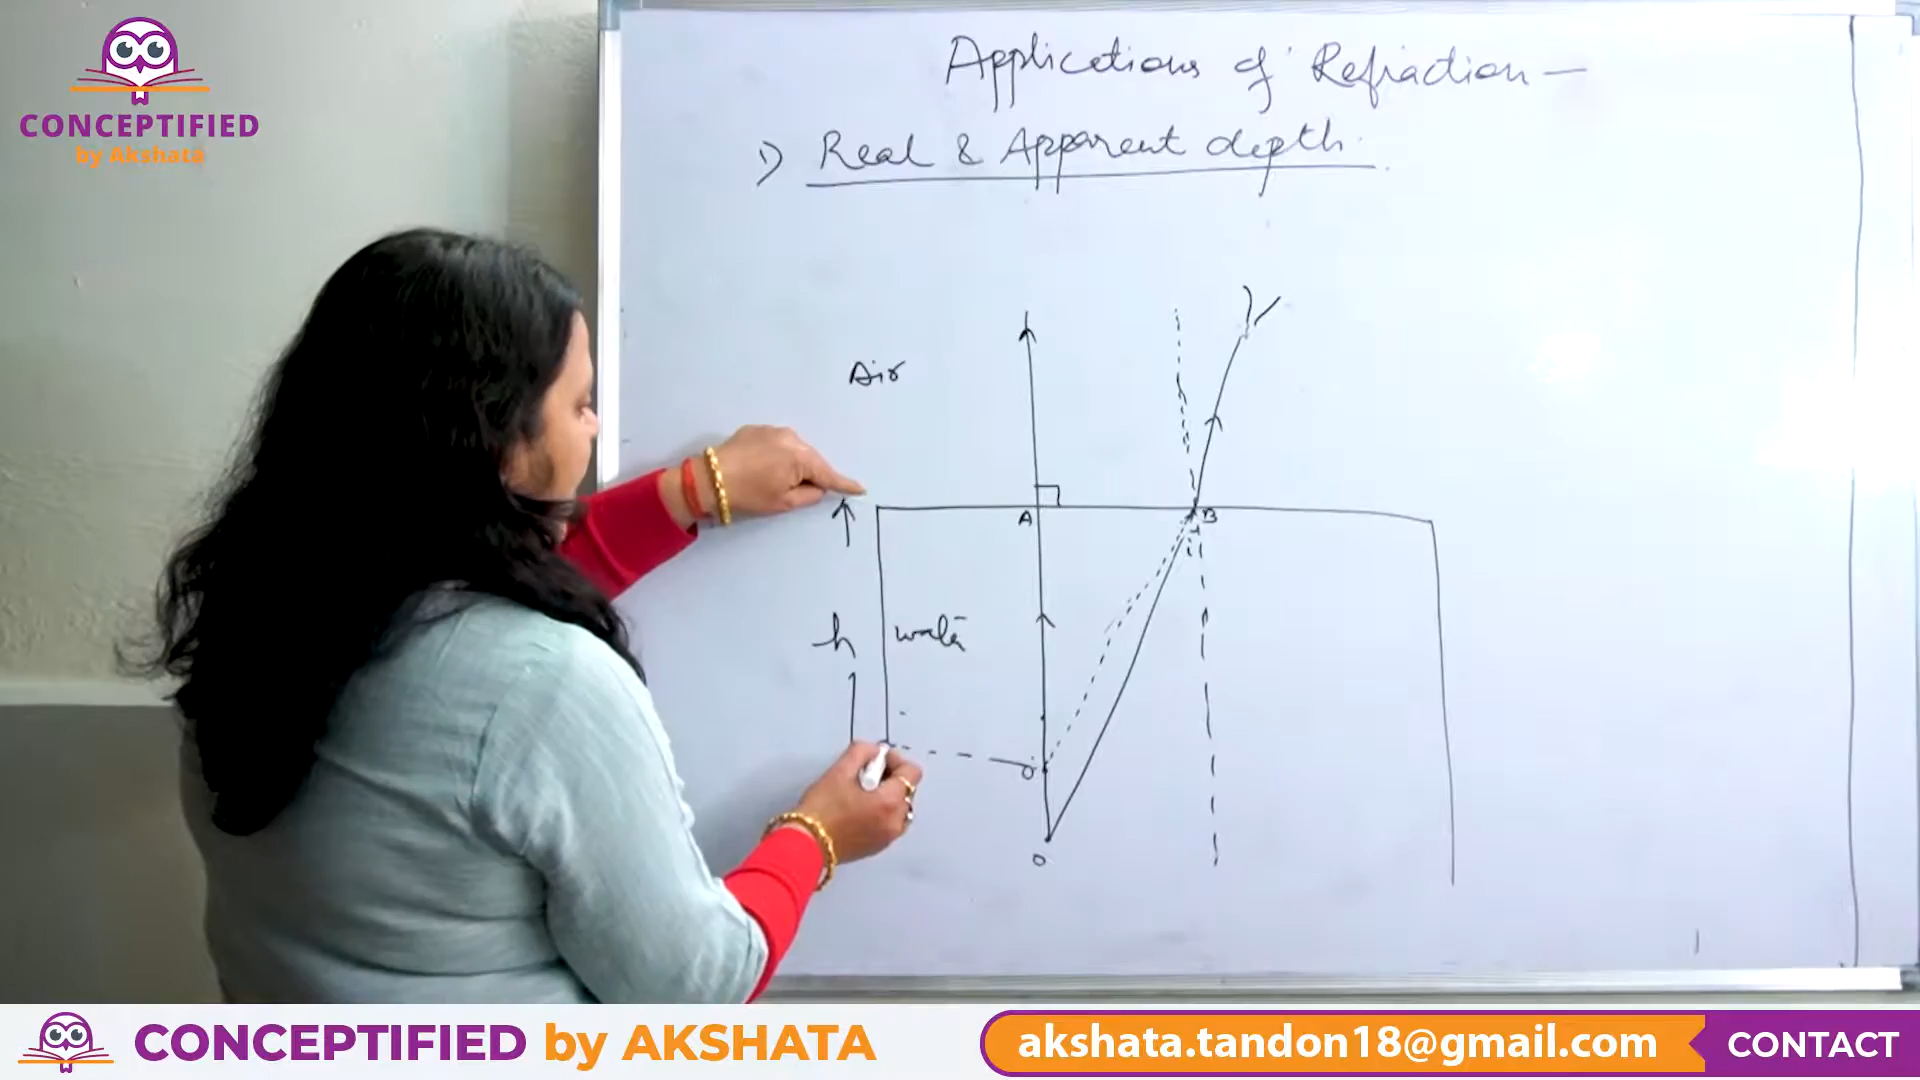 CONCEPTIFIED
by Akshata
Applications of Refraction —
1) Real & Apparent depth.
Air
A
B
i
h
water
O'
O
CONCEPTIFIED by AKSHATA
akshata.tandon18@gmail.com
CONTACT